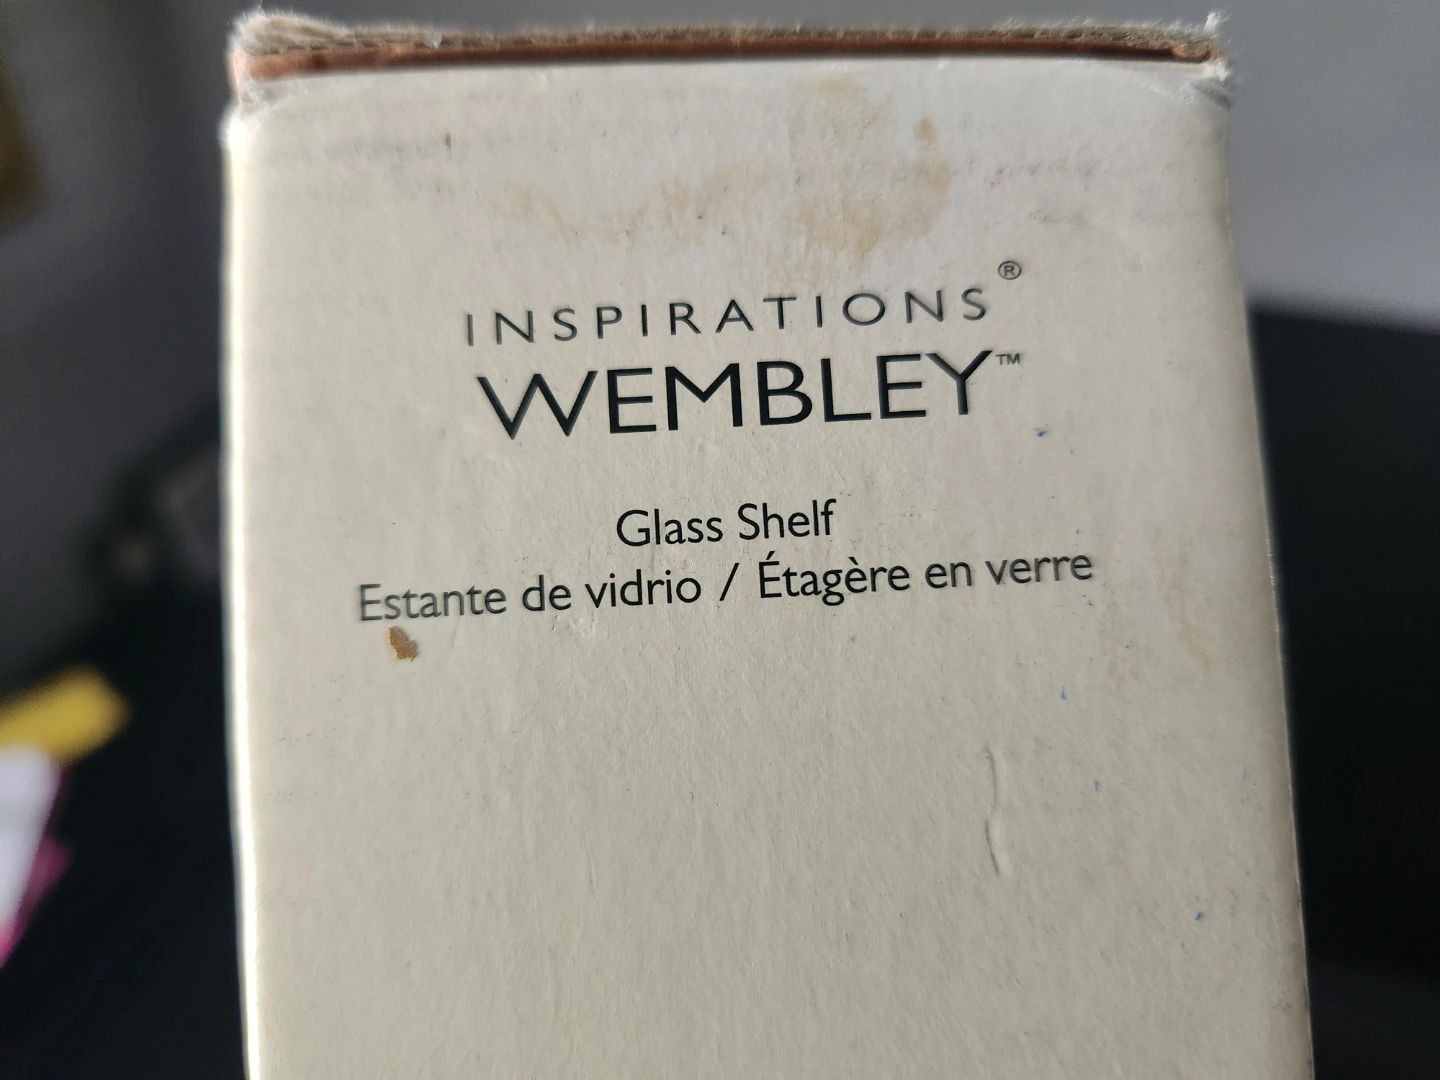 INSPIRATIONS®
WEMBLEY™
Glass Shelf
Estante de vidrio / Étagère en verre